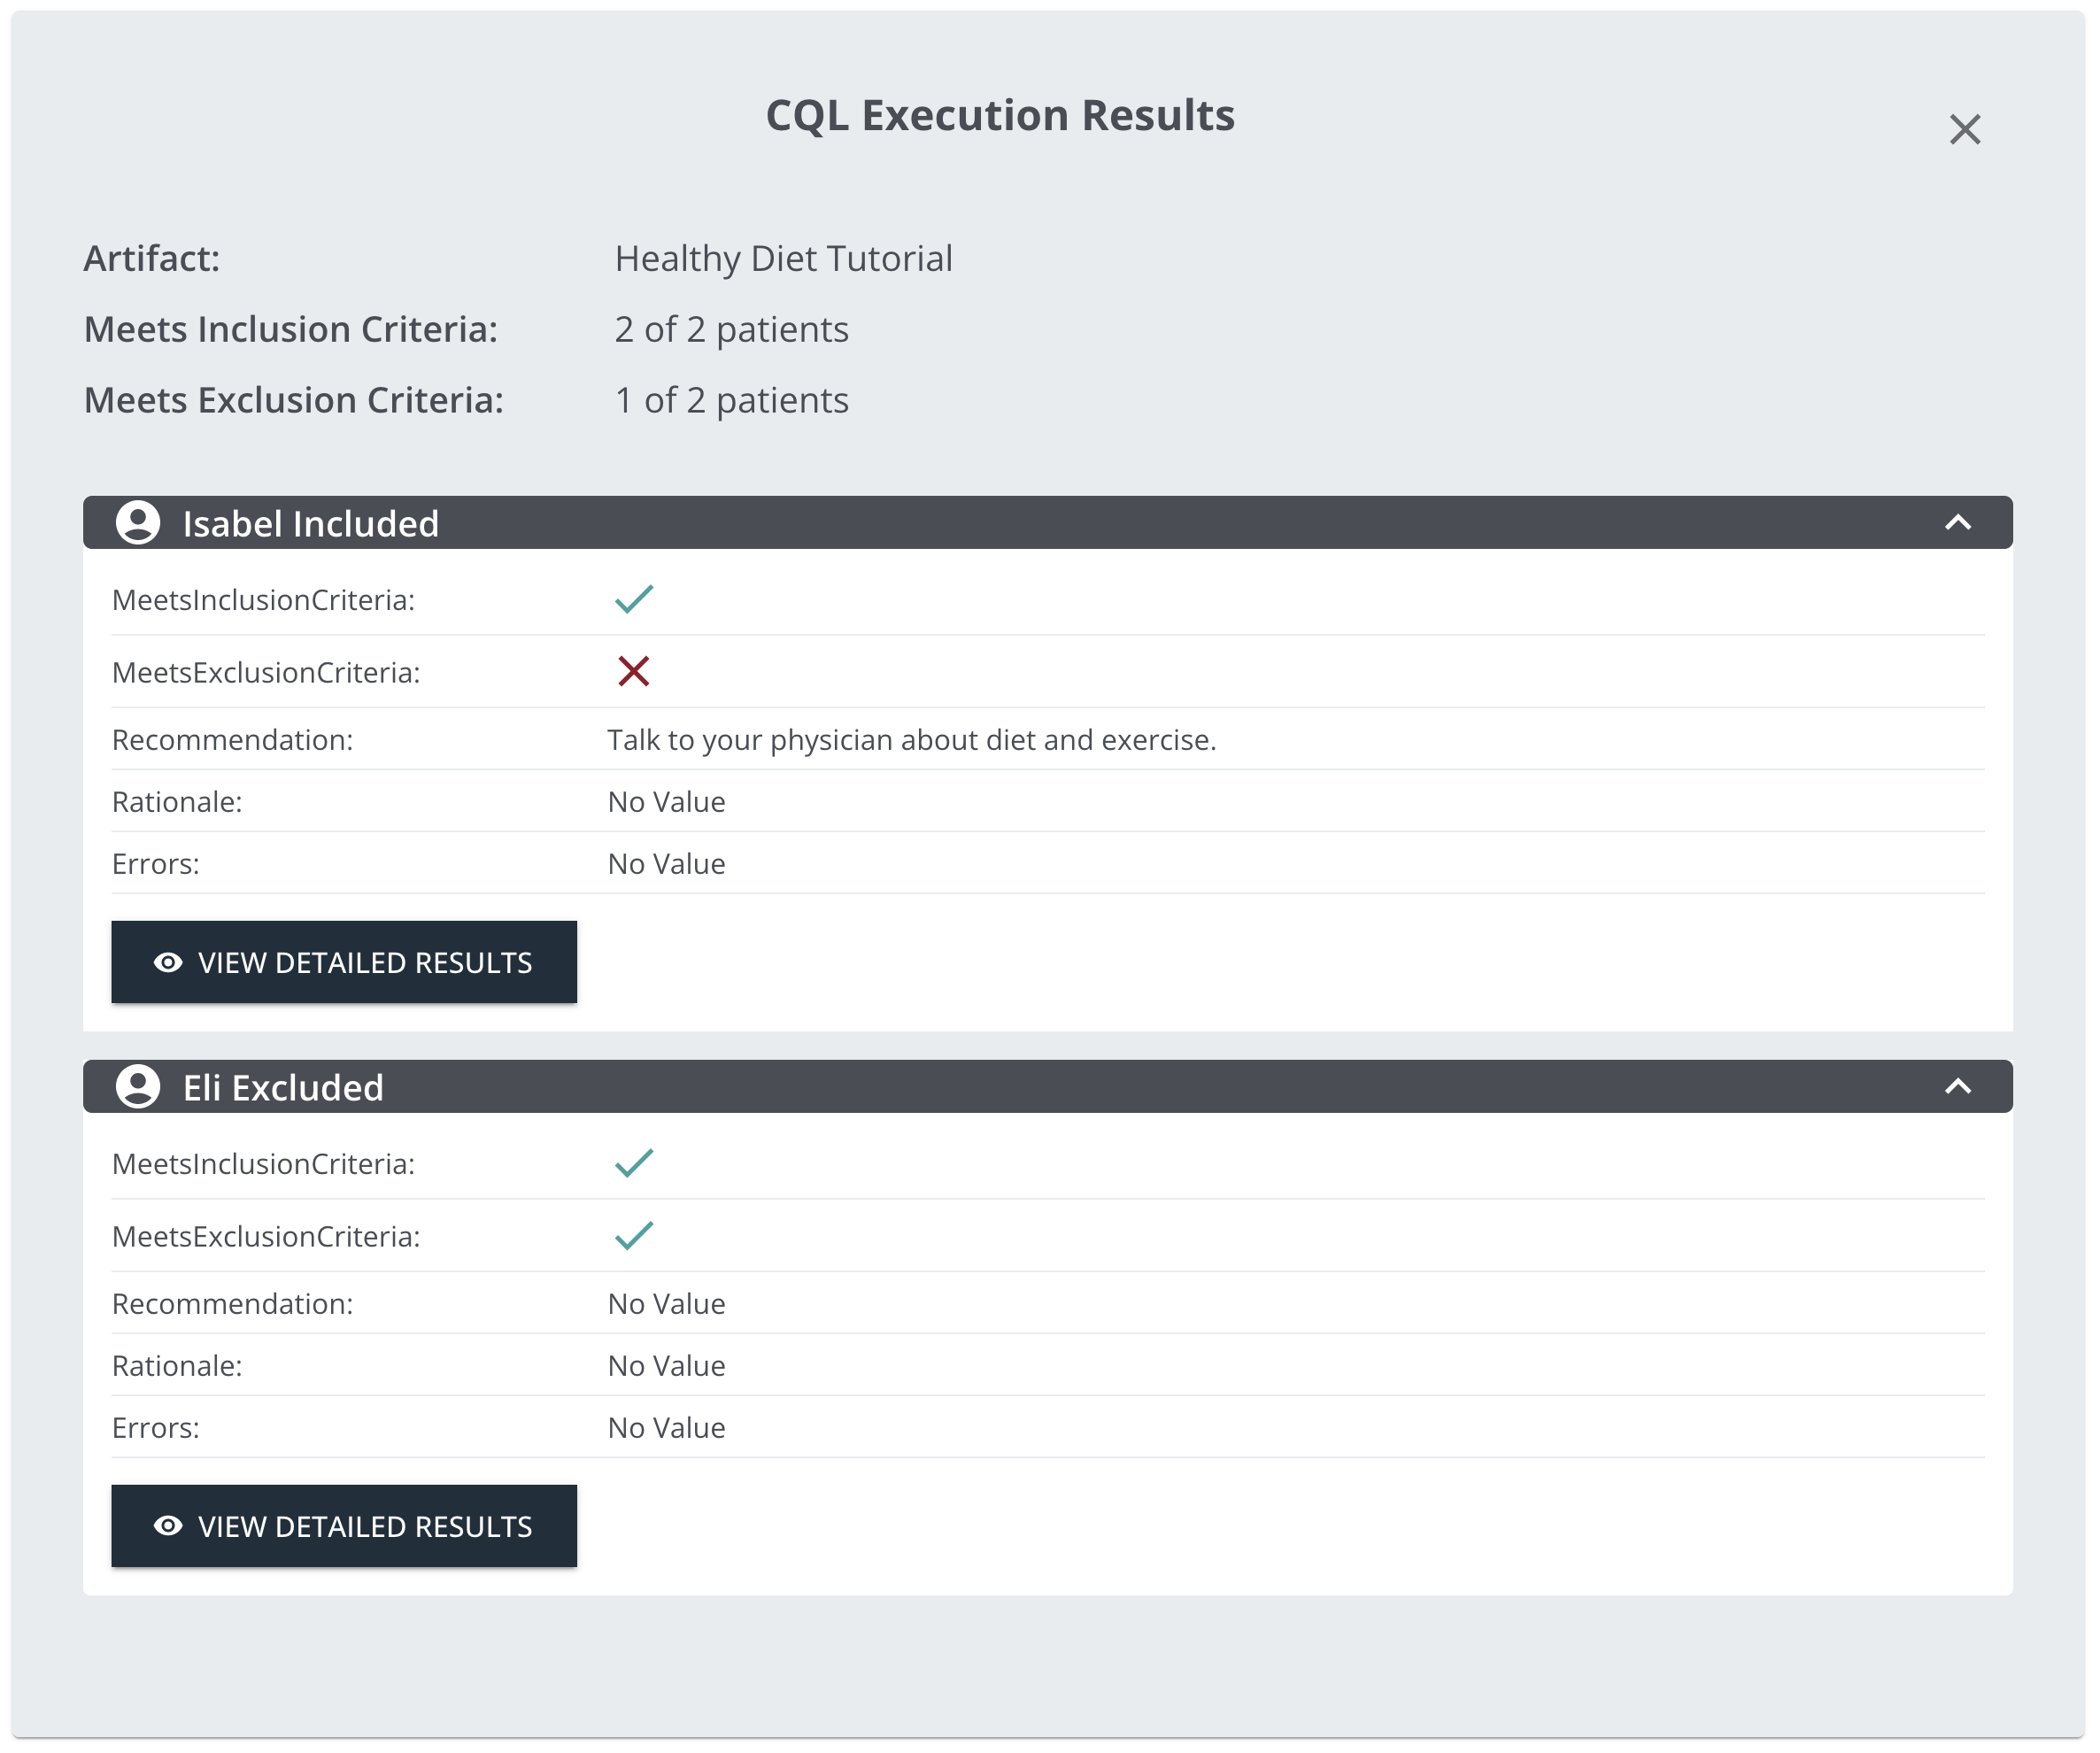 CQL Execution Results
Artifact: Healthy Diet Tutorial
Meets Inclusion Criteria: 2 of 2 patients
Meets Exclusion Criteria: 1 of 2 patients
Isabel Included
MeetsInclusionCriteria:
MeetsExclusionCriteria:
Recommendation: Talk to your physician about diet and exercise.
Rationale: No Value
Errors: No Value
VIEW DETAILED RESULTS
Eli Excluded
MeetsInclusionCriteria:
MeetsExclusionCriteria:
Recommendation: No Value
Rationale: No Value
Errors: No Value
VIEW DETAILED RESULTS